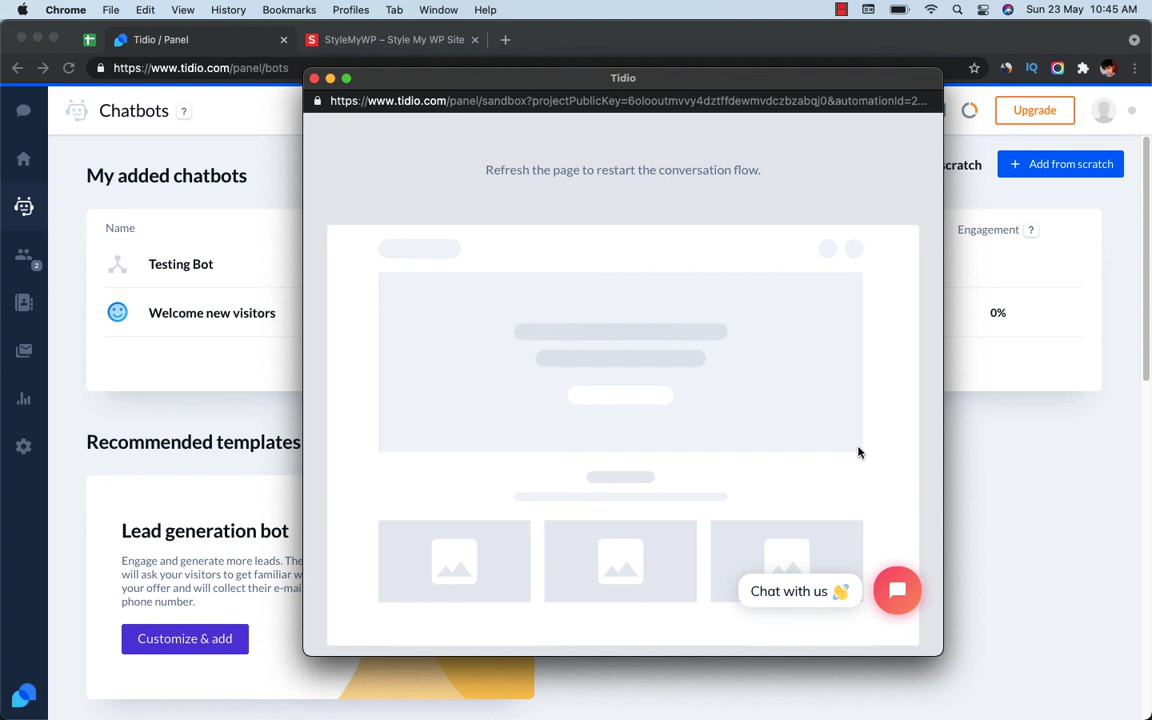 Chrome File Edit View History Bookmarks Profiles Tab Window Help Sun 23 May 10:45 AM
Tidio / Panel StyleMyWP – Style My WP Site
https://www.tidio.com/panel/bots
Tidio
https://www.tidio.com/panel/sandbox?projectPublicKey=6olooutmvvy4dztffdewmvdczbzabqj0&automationId=2...
Chatbots ?
Upgrade
Refresh the page to restart the conversation flow.
My added chatbots
scratch
+ Add from scratch
Name
Engagement ?
Testing Bot
Welcome new visitors
0%
2
Recommended templates
Lead generation bot
Engage and generate more leads. The
will ask your visitors to get familiar w
your offer and will collect their e-mai
phone number.
Customize & add
Chat with us 👋
IQ